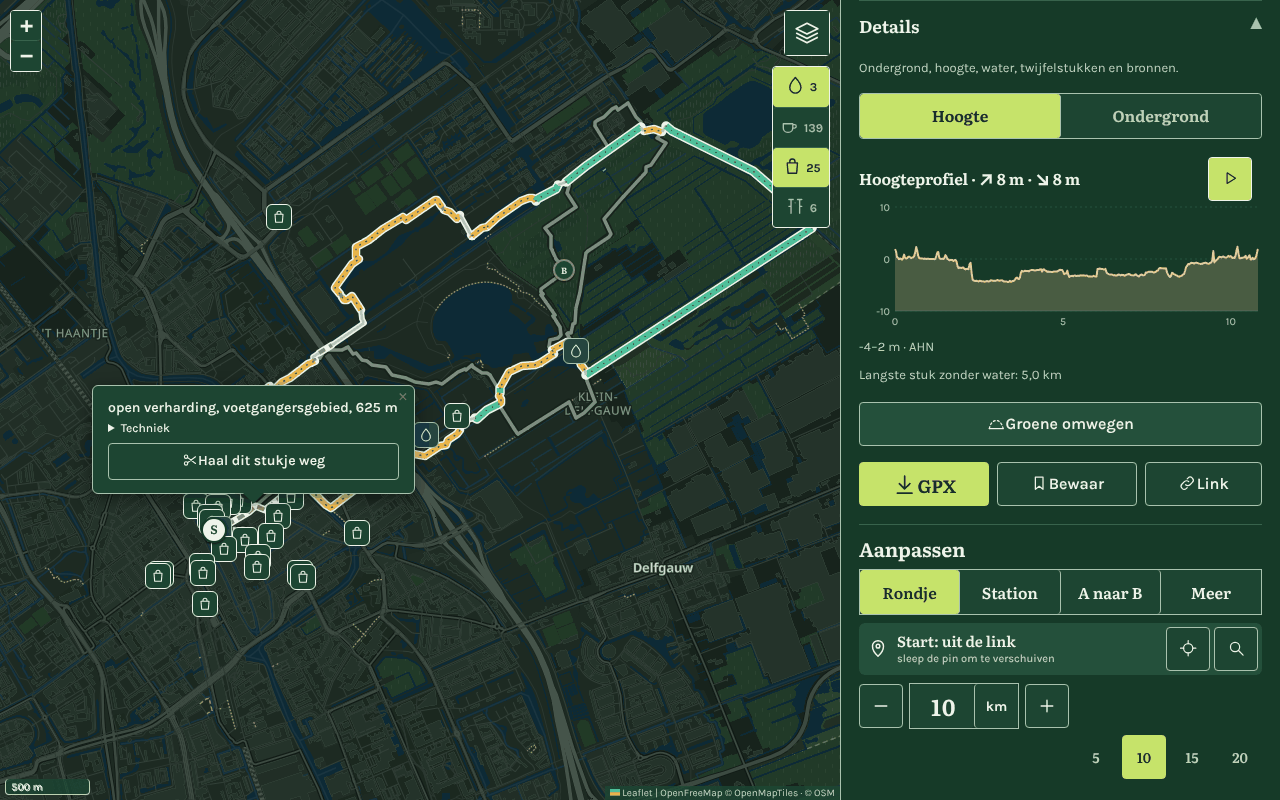 +
−
3
139
25
6
B
'T HAANTJE
KLEIN-
DELFGAUW
×
open verharding, voetgangersgebied, 625 m
Techniek
Haal dit stukje weg
S
Delfgauw
500 m
Leaflet | OpenFreeMap © OpenMapTiles · © OSM
Details
Ondergrond, hoogte, water, twijfelstukken en bronnen.
Hoogte
Ondergrond
Hoogteprofiel · ↗ 8 m · ↘ 8 m
10
0
-10
0 5 10
-4–2 m · AHN
Langste stuk zonder water: 5,0 km
Groene omwegen
GPX
Bewaar
Link
Aanpassen
Rondje
Station
A naar B
Meer
Start: uit de link
sleep de pin om te verschuiven
− 10 km +
5 10 15 20